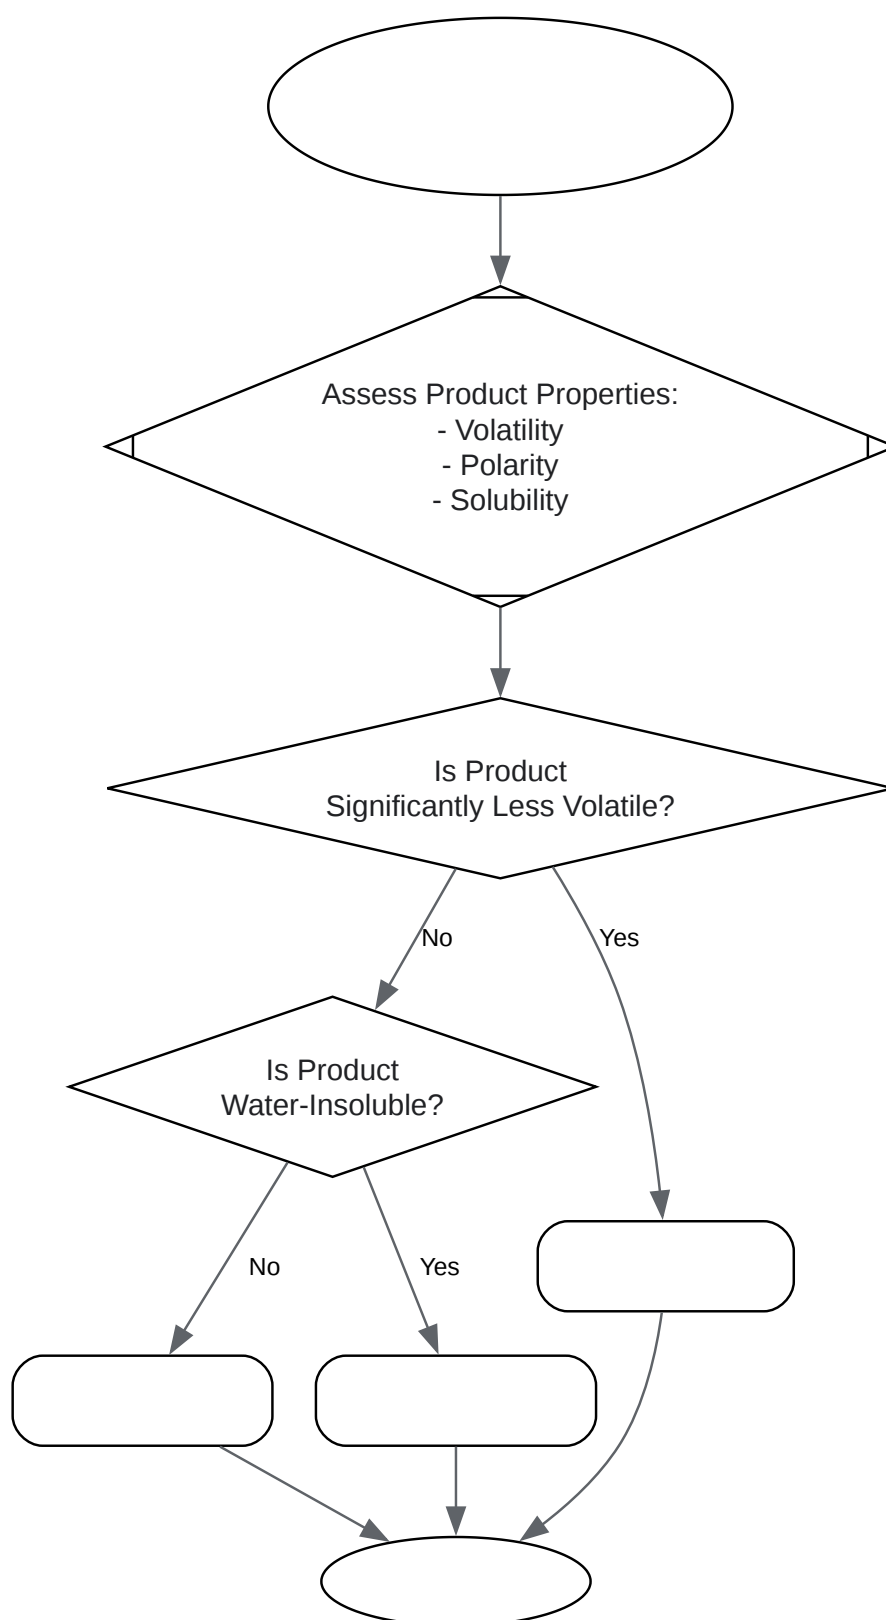 Assess Product Properties:
- Volatility
- Polarity
- Solubility
Is Product
Significantly Less Volatile?
No
Yes
Is Product
Water-Insoluble?
No
Yes